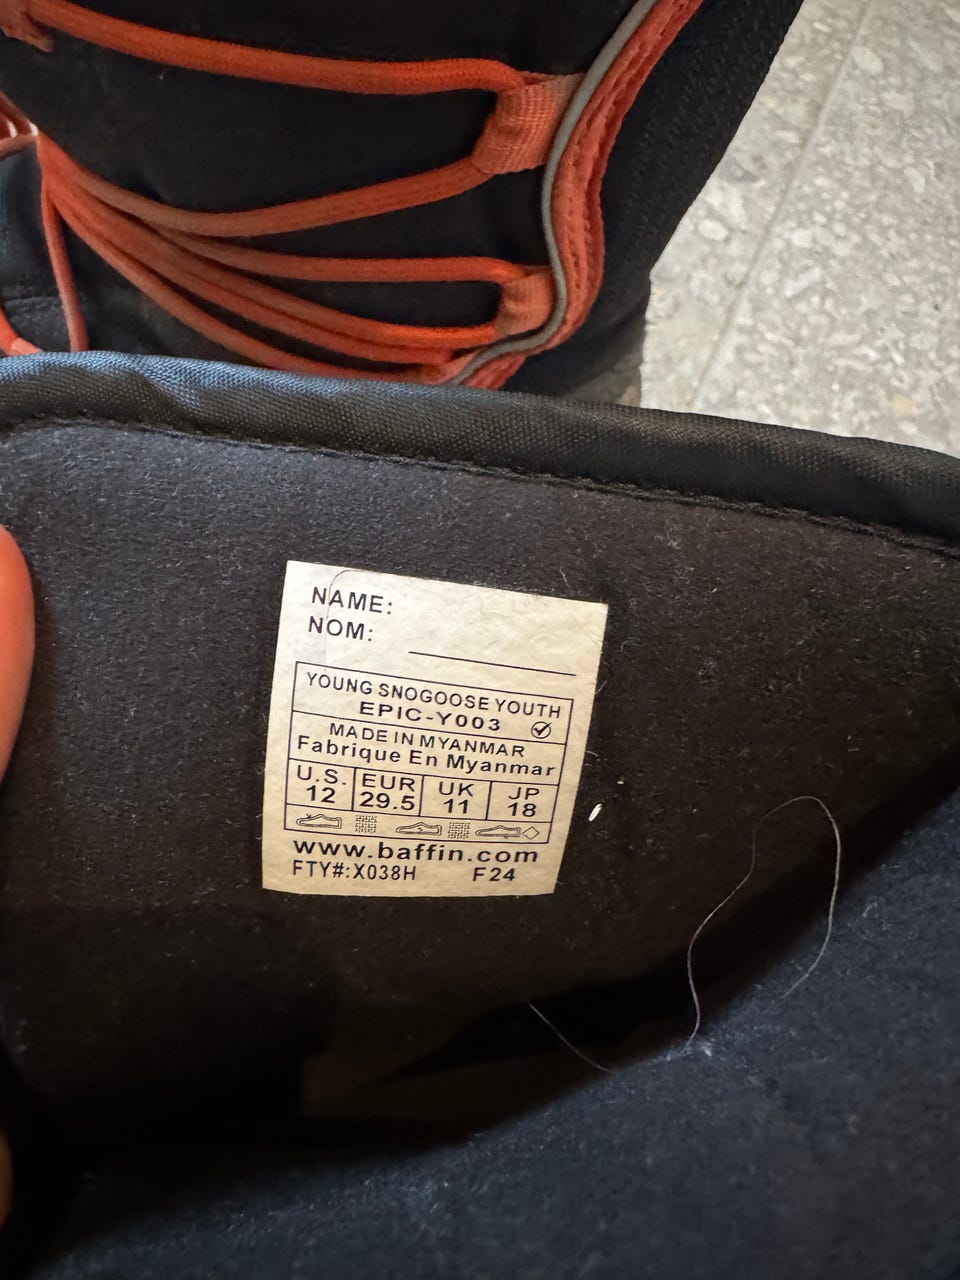 NAME:
NOM:
YOUNG SNOGOOSE YOUTH
EPIC-Y003
MADE IN MYANMAR
Fabrique En Myanmar
U.S. EUR UK JP
12 29.5 11 18
www.baffin.com
FTY#:X038H F24